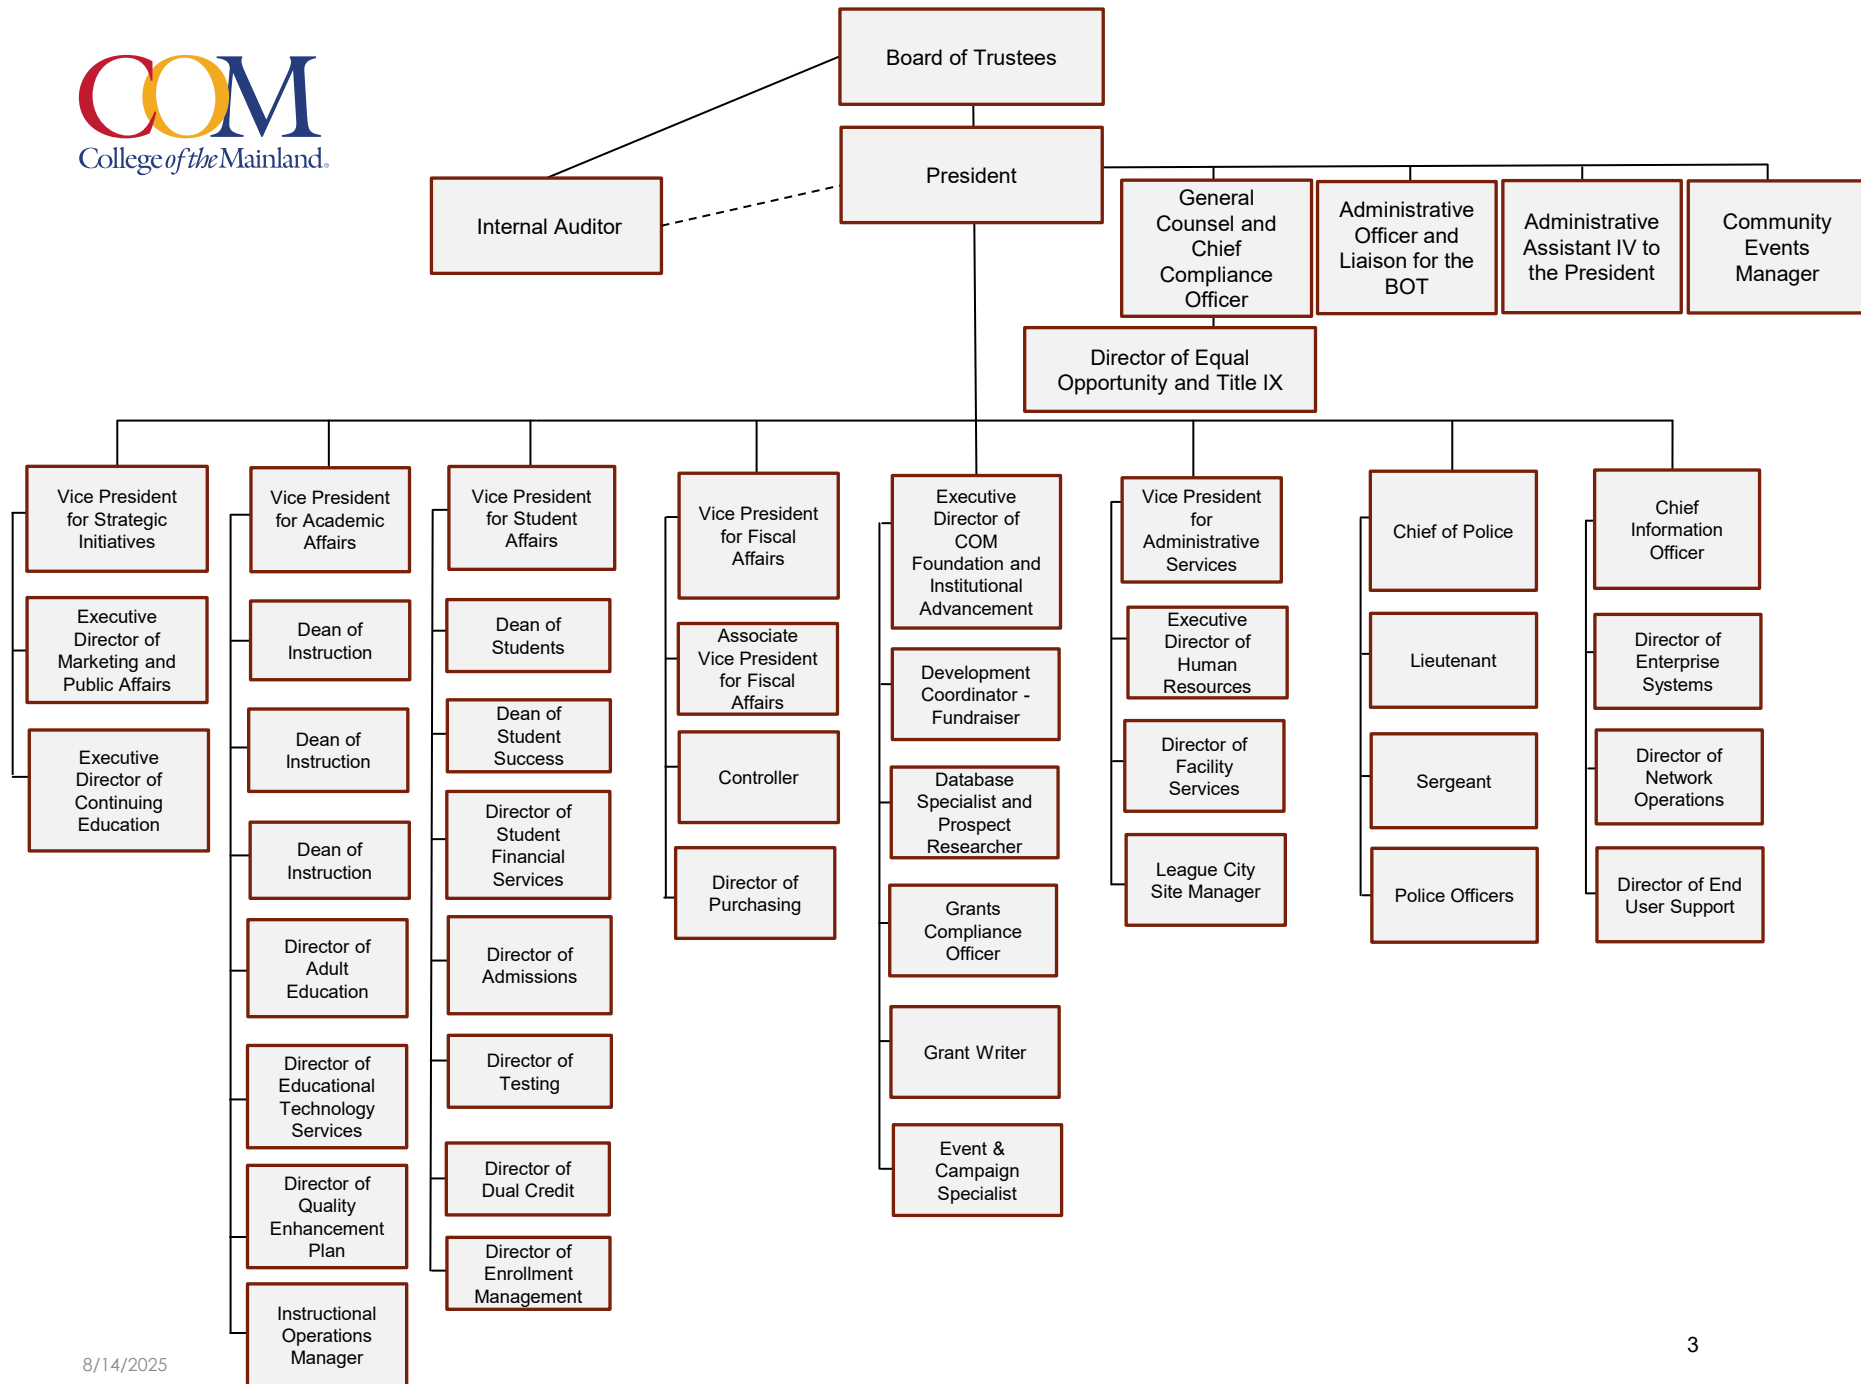 COM
College of the Mainland®
Board of Trustees
President
Internal Auditor
General
Counsel and
Chief
Compliance
Officer
Administrative
Officer and
Liaison for the
BOT
Administrative
Assistant IV to
the President
Community
Events
Manager
Director of Equal
Opportunity and Title IX
Vice President
for Strategic
Initiatives
Executive
Director of
Marketing and
Public Affairs
Executive
Director of
Continuing
Education
Vice President
for Academic
Affairs
Dean of
Instruction
Dean of
Instruction
Dean of
Instruction
Director of
Adult
Education
Director of
Educational
Technology
Services
Director of
Quality
Enhancement
Plan
Instructional
Operations
Manager
Vice President
for Student
Affairs
Dean of
Students
Dean of
Student
Success
Director of
Student
Financial
Services
Director of
Admissions
Director of
Testing
Director of
Dual Credit
Director of
Enrollment
Management
Vice President
for Fiscal
Affairs
Associate
Vice President
for Fiscal
Affairs
Controller
Director of
Purchasing
Executive
Director of
COM
Foundation and
Institutional
Advancement
Development
Coordinator -
Fundraiser
Database
Specialist and
Prospect
Researcher
Grants
Compliance
Officer
Grant Writer
Event &
Campaign
Specialist
Vice President
for
Administrative
Services
Executive
Director of
Human
Resources
Director of
Facility
Services
League City
Site Manager
Chief of Police
Lieutenant
Sergeant
Police Officers
Chief
Information
Officer
Director of
Enterprise
Systems
Director of
Network
Operations
Director of End
User Support
8/14/2025
3